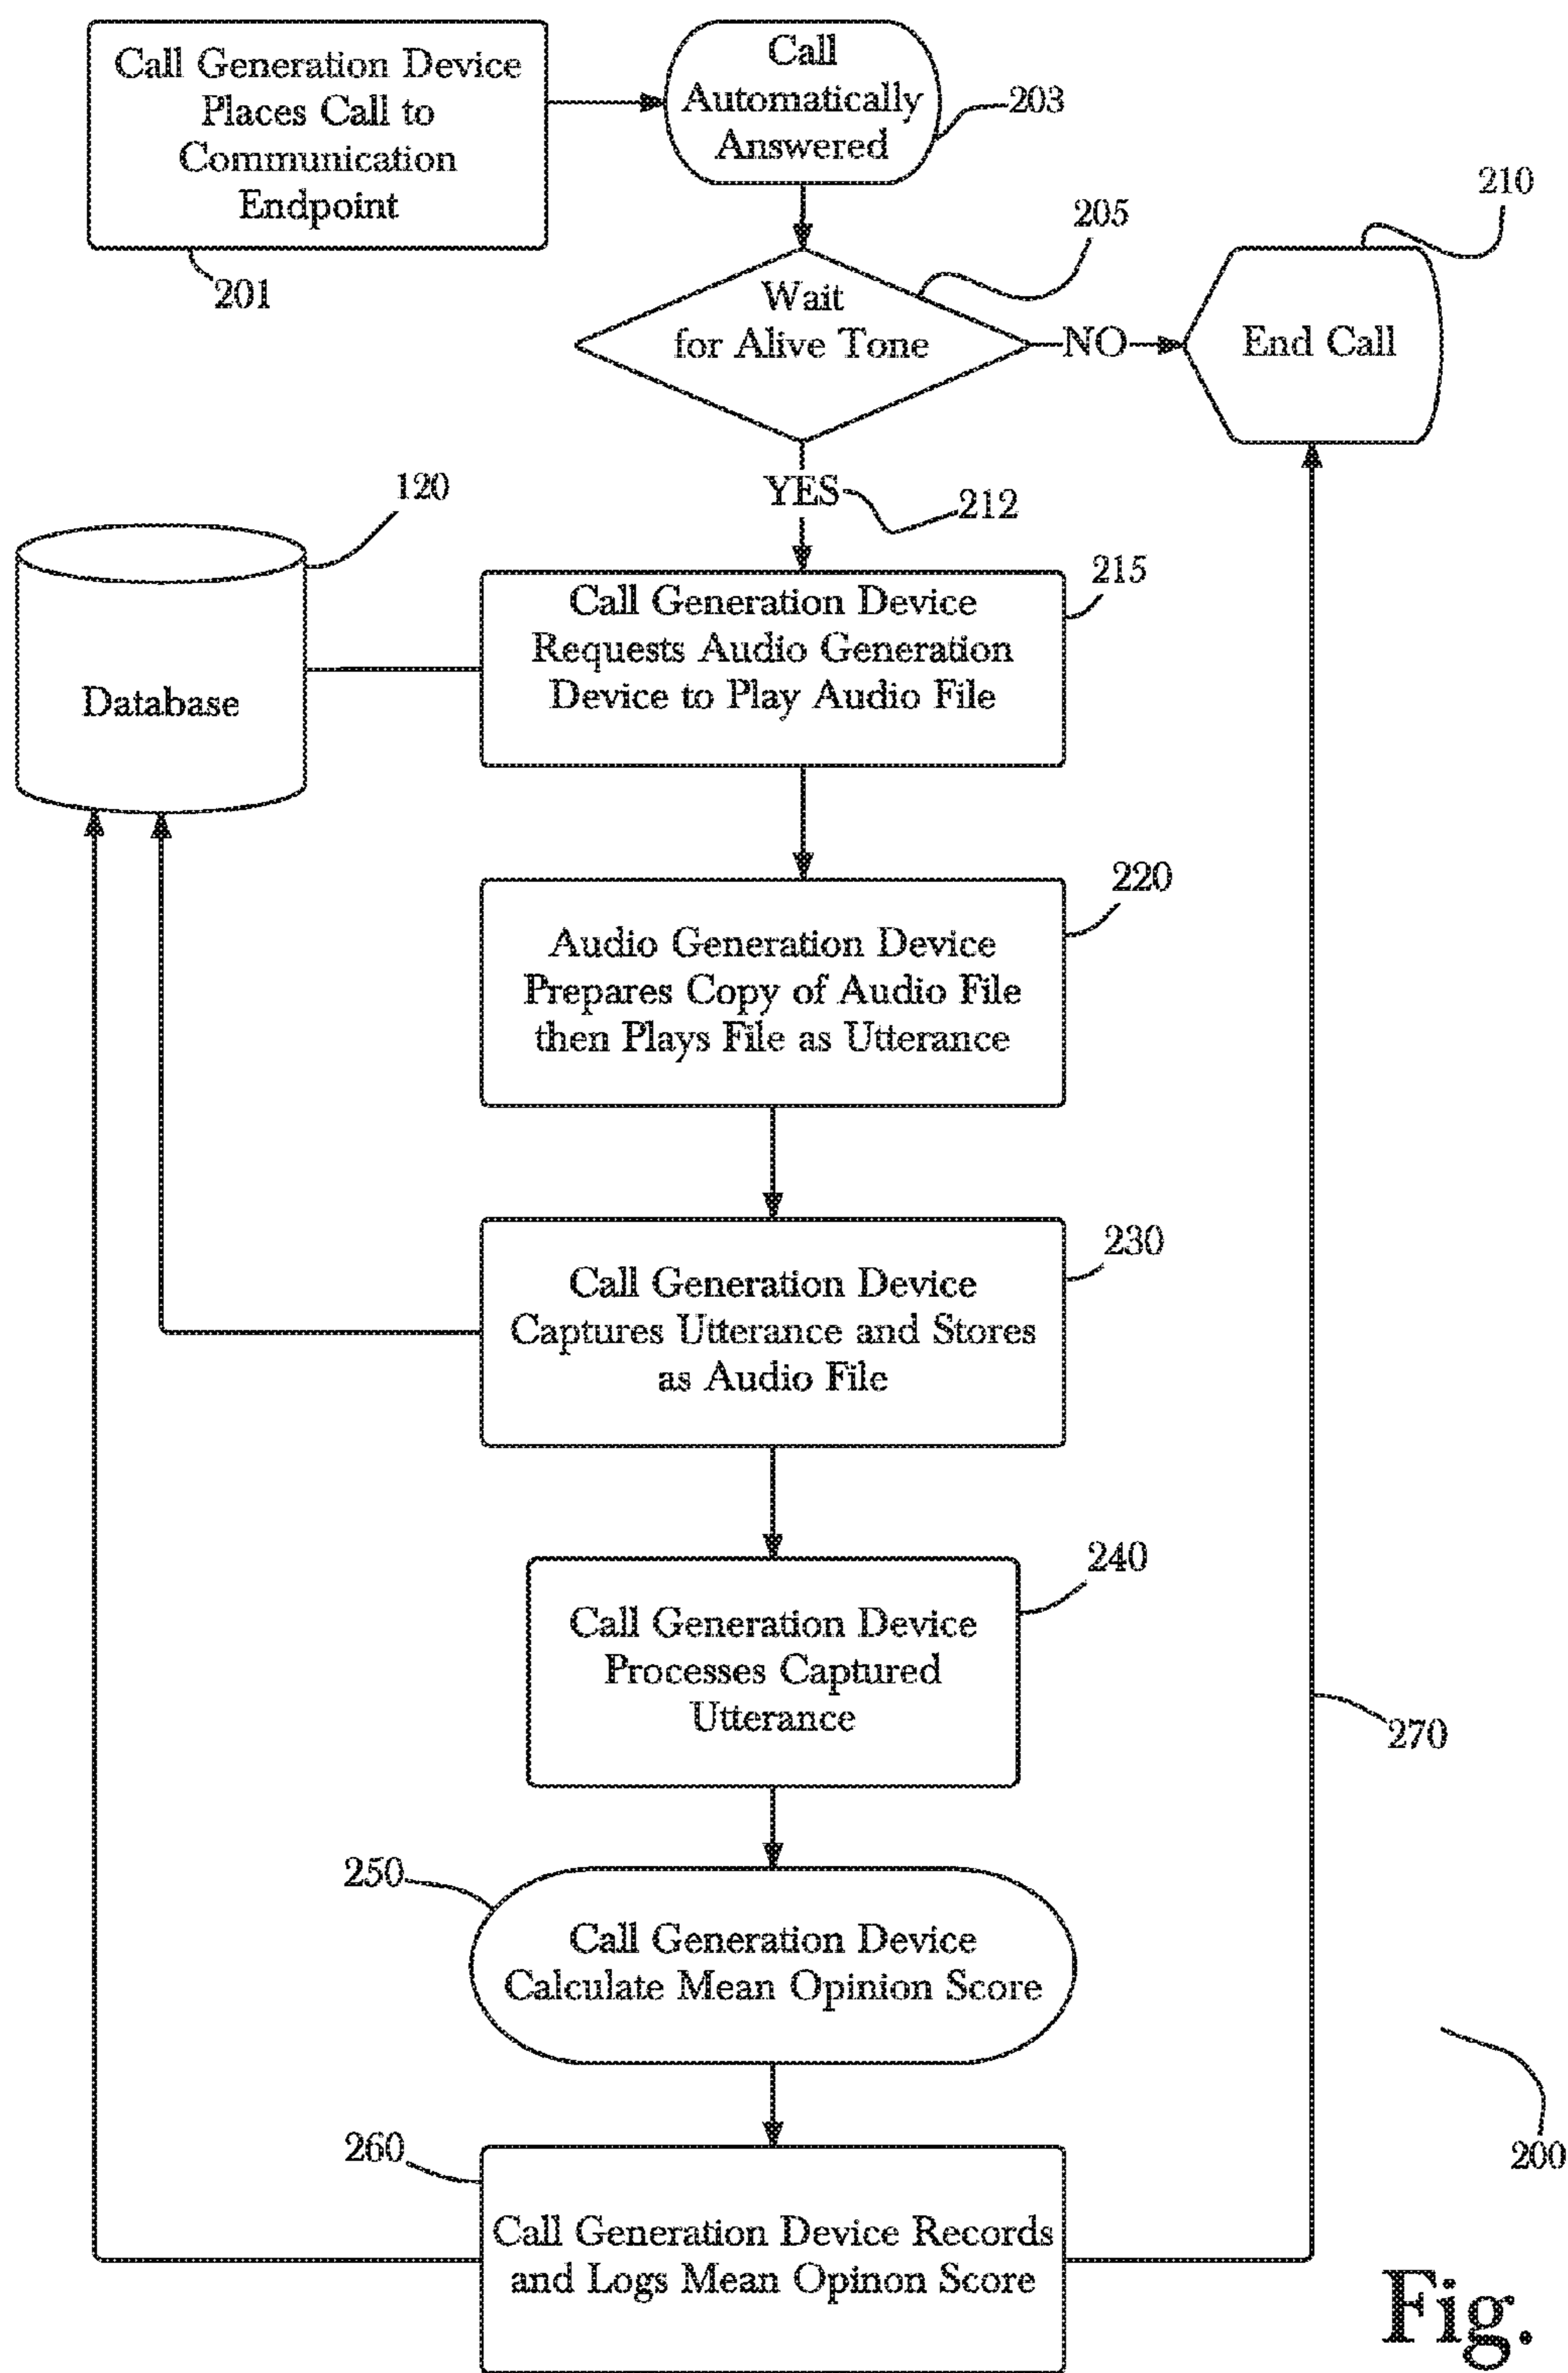 Call Generation Device
Places Call to
Communication
Endpoint
201
Call
Automatically
Answered
203
Wait
for Alive Tone
205
NO
End Call
210
YES
212
120
Database
Call Generation Device
Requests Audio Generation
Device to Play Audio File
215
Audio Generation Device
Prepares Copy of Audio File
then Plays File as Utterance
220
Call Generation Device
Captures Utterance and Stores
as Audio File
230
Call Generation Device
Processes Captured
Utterance
240
270
250
Call Generation Device
Calculate Mean Opinion Score
260
Call Generation Device Records
and Logs Mean Opinon Score
200
Fig.